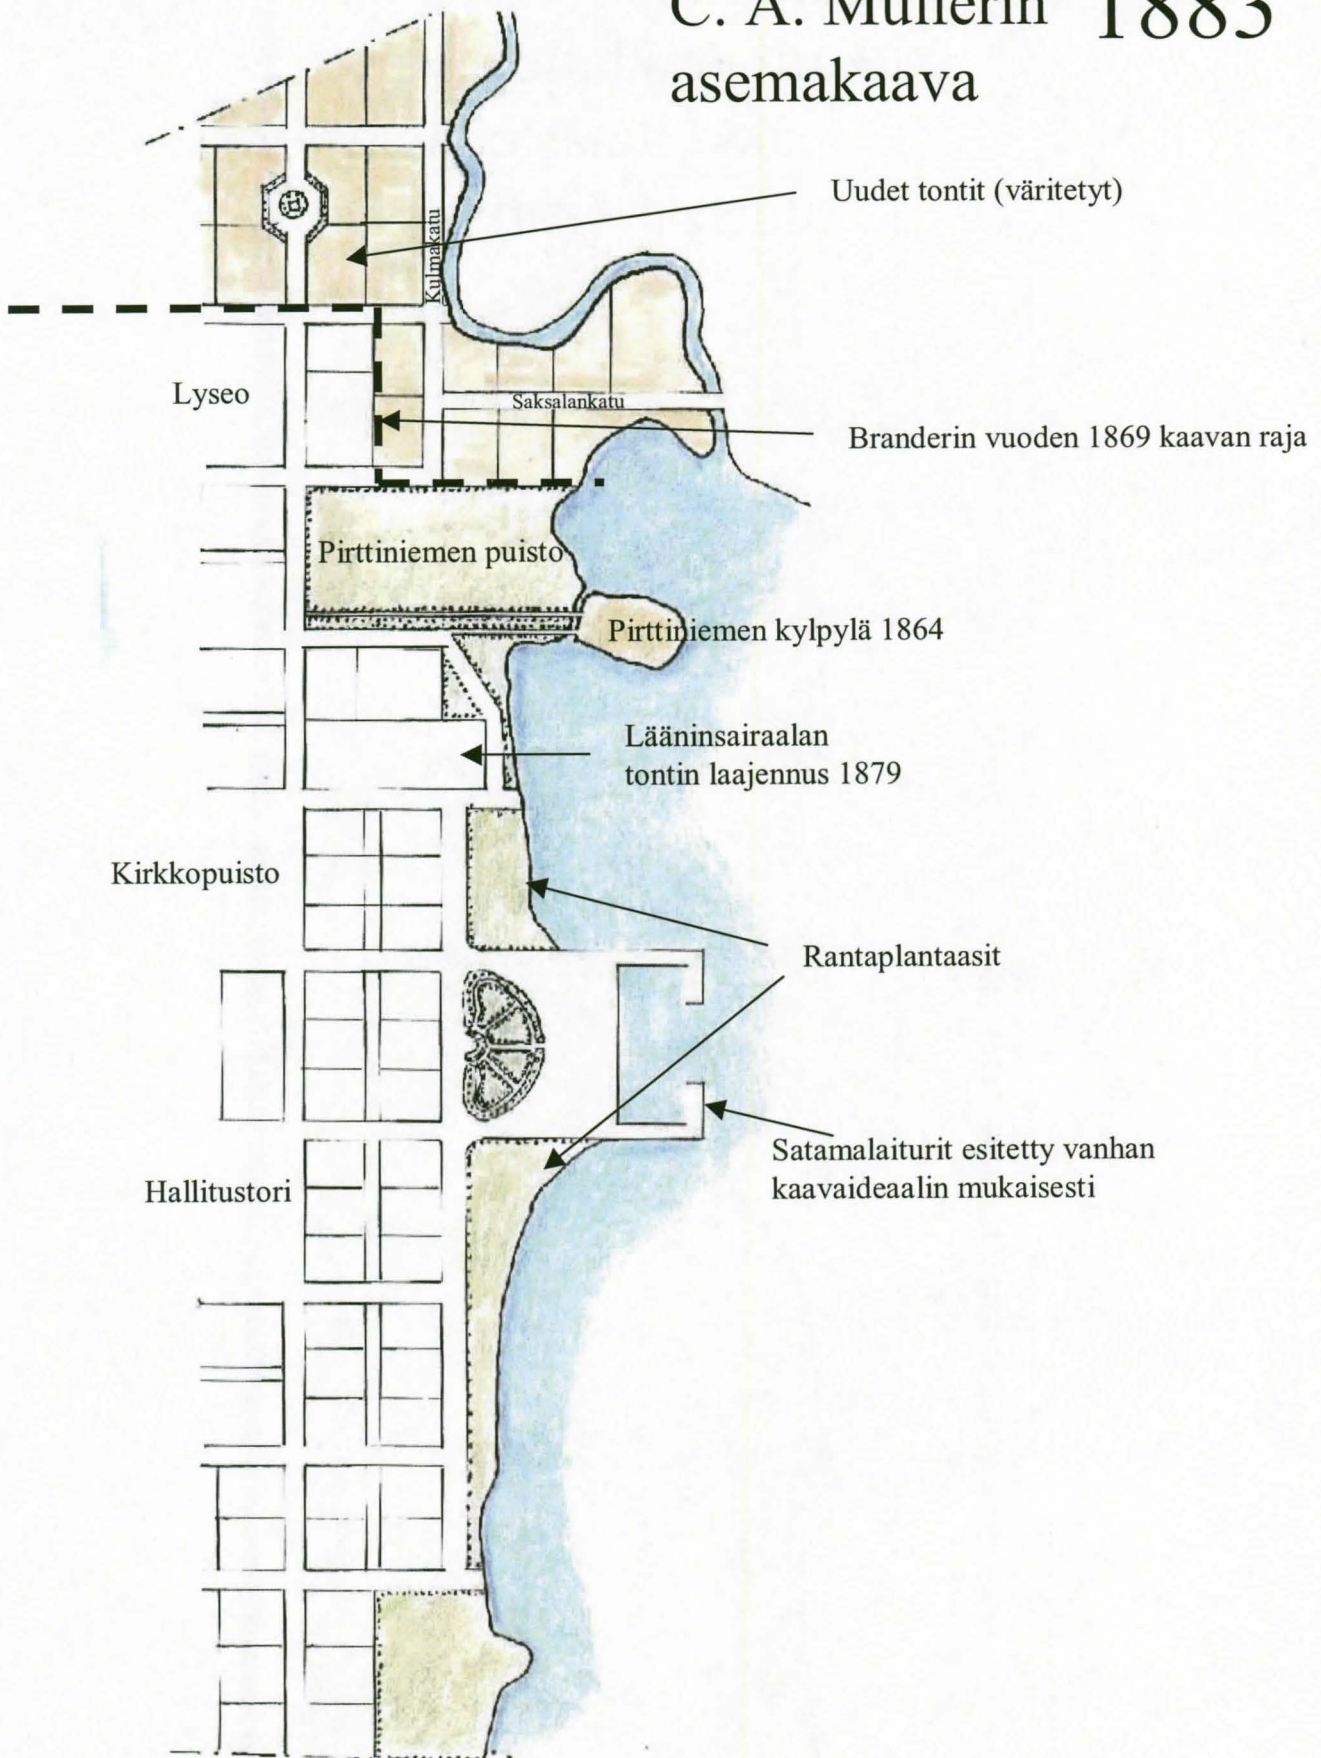 C. A. Müllerin 1883
asemakaava
Uudet tontit (väritetyt)
Kulmakatu
Lyseo
Saksalankatu
Branderin vuoden 1869 kaavan raja
Pirttiniemen puisto
Pirttiniemen kylpylä 1864
Lääninsairaalan
tontin laajennus 1879
Kirkkopuisto
Rantaplantaasit
Satamalaiturit esitetty vanhan
kaavaideaalin mukaisesti
Hallitustori